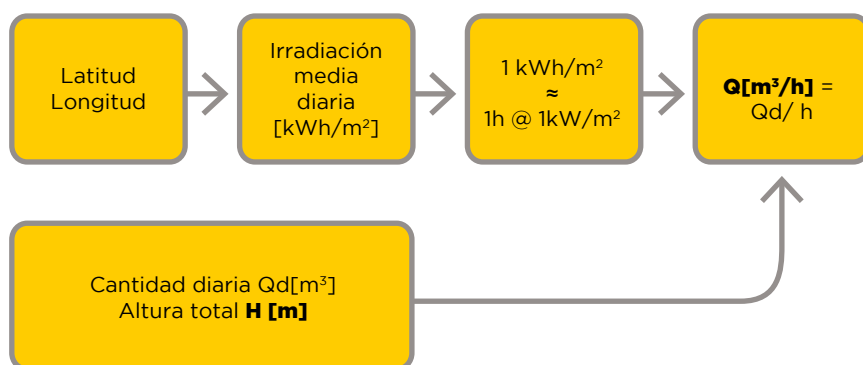 Latitud
Longitud
Irradiación
media
diaria
[kWh/m²]
1 kWh/m²
≈
1h @ 1kW/m²
Q[m³/h] =
Qd/ h
Cantidad diaria Qd[m³]
Altura total H [m]